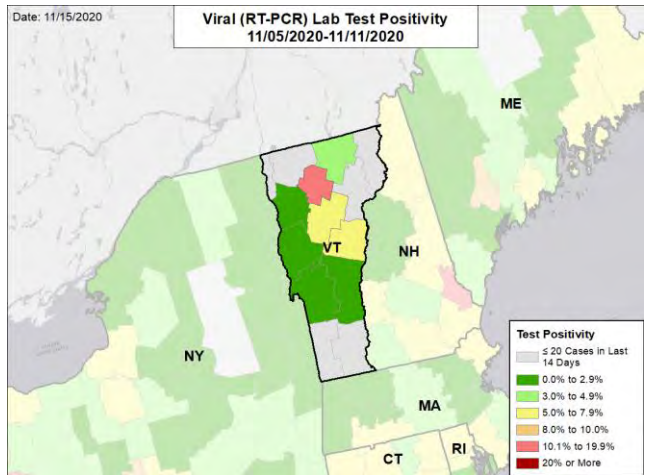 Date: 11/15/2020
Viral (RT-PCR) Lab Test Positivity
11/05/2020-11/11/2020
ME
VT
NH
NY
MA
CT
RI
Test Positivity
≤ 20 Cases in Last
14 Days
0.0% to 2.9%
3.0% to 4.9%
5.0% to 7.9%
8.0% to 10.0%
10.1% to 19.9%
20% or More